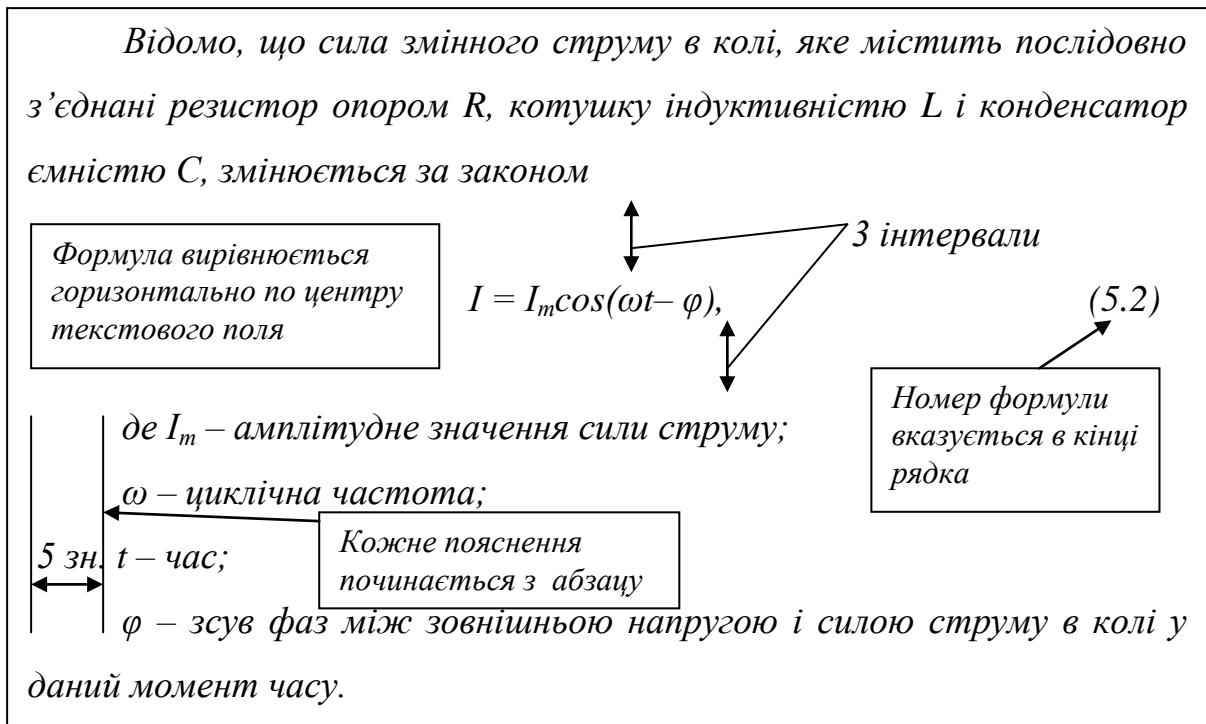 Відомо, що сила змінного струму в колі, яке містить послідовно
з’єднані резистор опором R, котушку індуктивністю L і конденсатор
ємністю C, змінюється за законом
Формула вирівнюється
горизонтально по центру
текстового поля
3 інтервали
I = Iₘcos(ωt– φ),
(5.2)
Номер формули
вказується в кінці
рядка
де Iₘ – амплітудне значення сили струму;
ω – циклічна частота;
Кожне пояснення
починається з абзацу
5 зн.
t – час;
φ – зсув фаз між зовнішньою напругою і силою струму в колі у
даний момент часу.